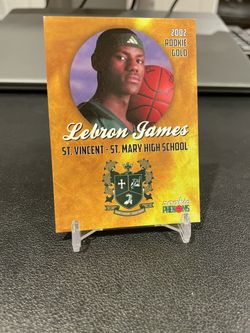 2002
ROOKIE
GOLD
Lebron James
ST. VINCENT - ST. MARY HIGH SCHOOL
Rookie
PHENOMS